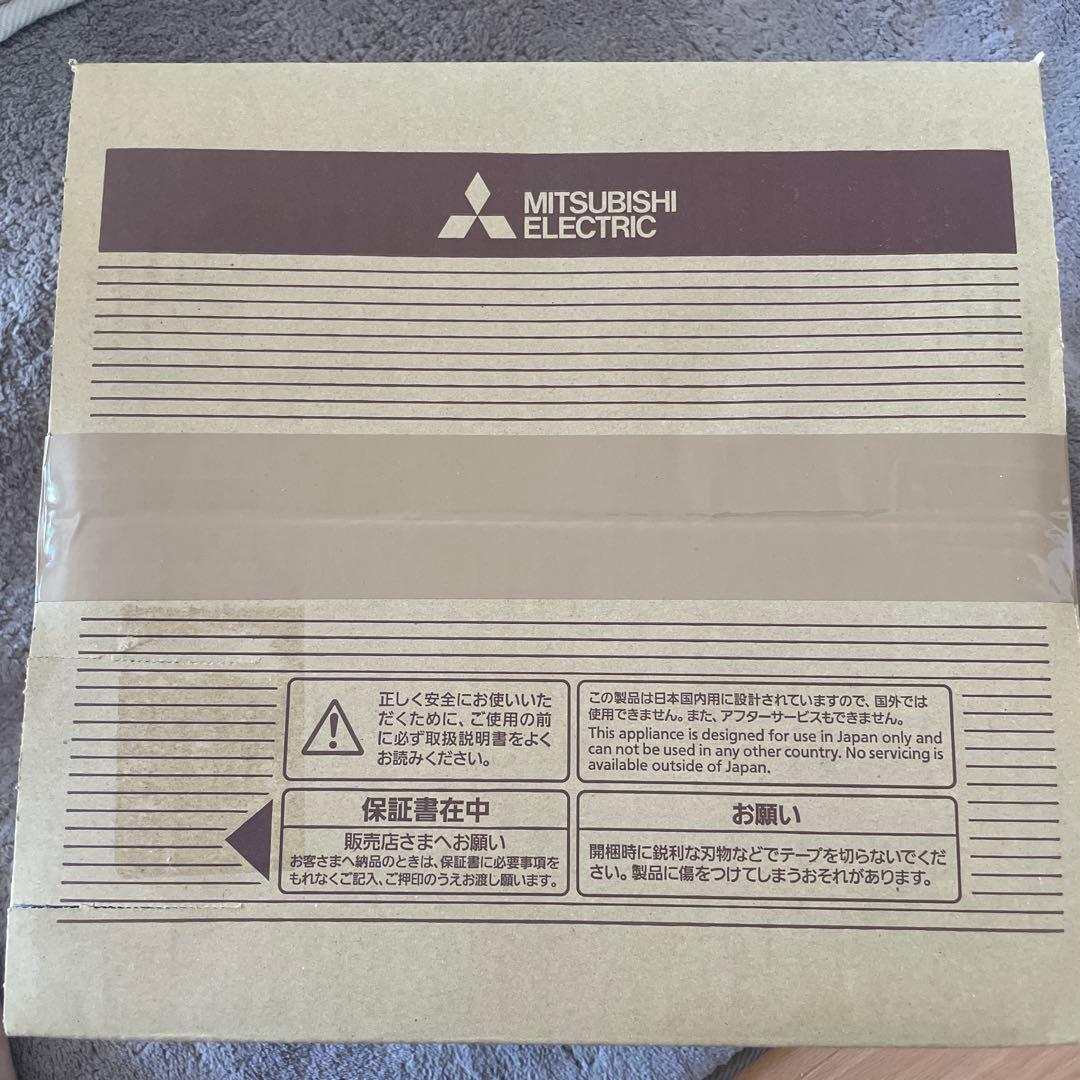 MITSUBISHI
ELECTRIC
正しく安全にお使いいた
だくために、ご使用の前
に必ず取扱説明書をよく
お読みください。
この製品は日本国内用に設計されていますので、国外では
使用できません。また、アフターサービスもできません。
This appliance is designed for use in Japan only and
can not be used in any other country. No servicing is
available outside of Japan.
保証書在中
販売店さまへお願い
お客さまへ納品のときは、保証書に必要事項を
もれなくご記入、ご押印のうえお渡し願います。
お願い
開梱時に鋭利な刃物などでテープを切らないでくだ
さい。製品に傷をつけてしまうおそれがあります。